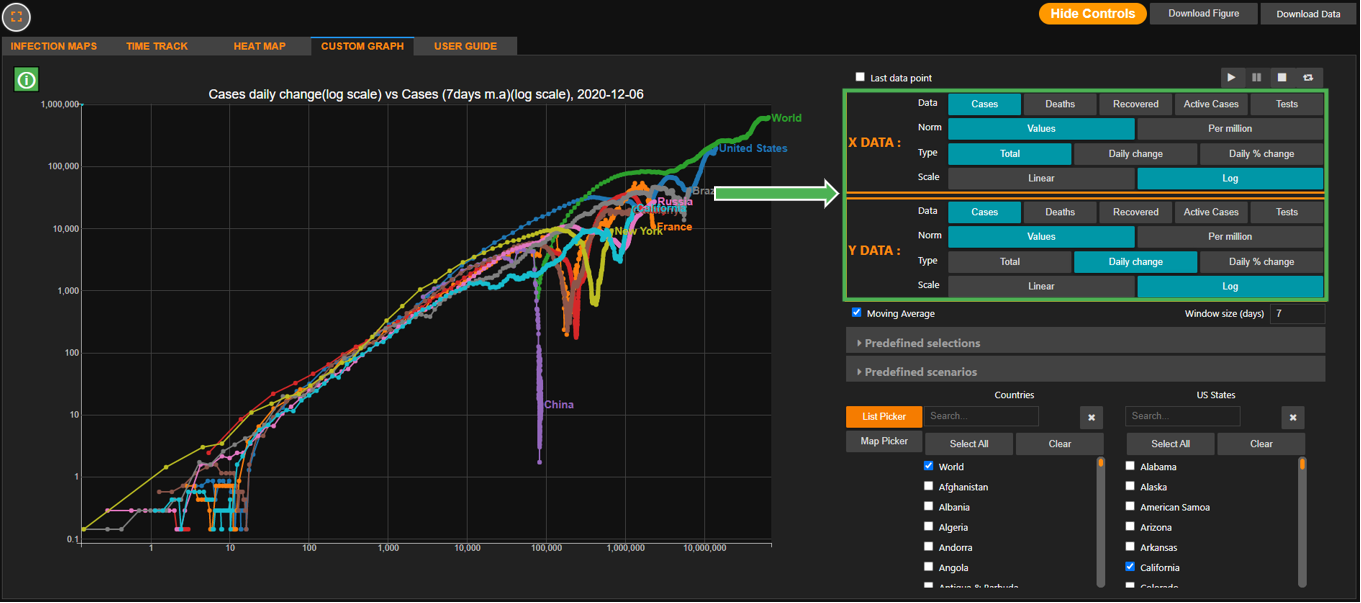 Hide Controls
Download Figure
Download Data
INFECTION MAPS
TIME TRACK
HEAT MAP
CUSTOM GRAPH
USER GUIDE
Cases daily change(log scale) vs Cases (7days m.a)(log scale), 2020-12-06
1,000,000
100,000
10,000
1,000
100
10
1
0.1
1
10
100
1,000
10,000
100,000
1,000,000
10,000,000
World
United States
Braz
Russia
California
France
New York
China
Last data point
X DATA :
Data
Cases
Deaths
Recovered
Active Cases
Tests
Norm
Values
Per million
Type
Total
Daily change
Daily % change
Scale
Linear
Log
Y DATA :
Data
Cases
Deaths
Recovered
Active Cases
Tests
Norm
Values
Per million
Type
Total
Daily change
Daily % change
Scale
Linear
Log
Moving Average
Window size (days)
7
Predefined selections
Predefined scenarios
List Picker
Map Picker
Countries
Search...
Select All
Clear
World
Afghanistan
Albania
Algeria
Andorra
Angola
Antigua & Barbuda
US States
Search...
Select All
Clear
Alabama
Alaska
American Samoa
Arizona
Arkansas
California
Colorado